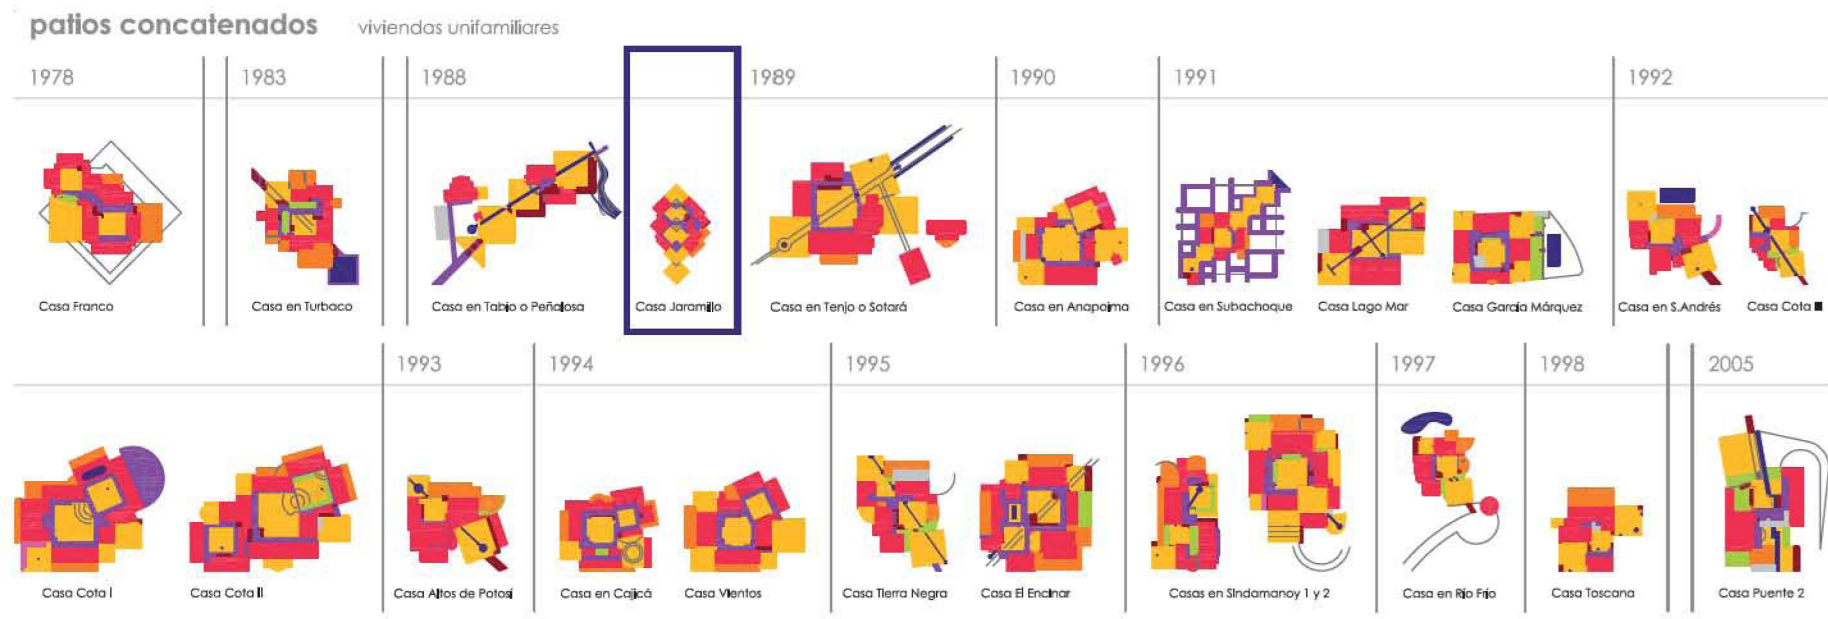 patios concatenados viviendas unifamiliares
1978 1983 1988 1989 1990 1991 1992
Casa Franco Casa en Turbaco Casa en Tabio o Peñalosa Casa Jaramillo Casa en Tenjo o Sotará Casa en Anapoima Casa en Subachoque Casa Lago Mar Casa García Márquez Casa en S.Andrés Casa Cota III
1993 1994 1995 1996 1997 1998 2005
Casa Cota I Casa Cota II Casa Altos de Potosí Casa en Cajicá Casa Vientos Casa Tierra Negra Casa El Encinar Casas en Sindamanoy 1 y 2 Casa en Río Frío Casa Toscana Casa Puente 2